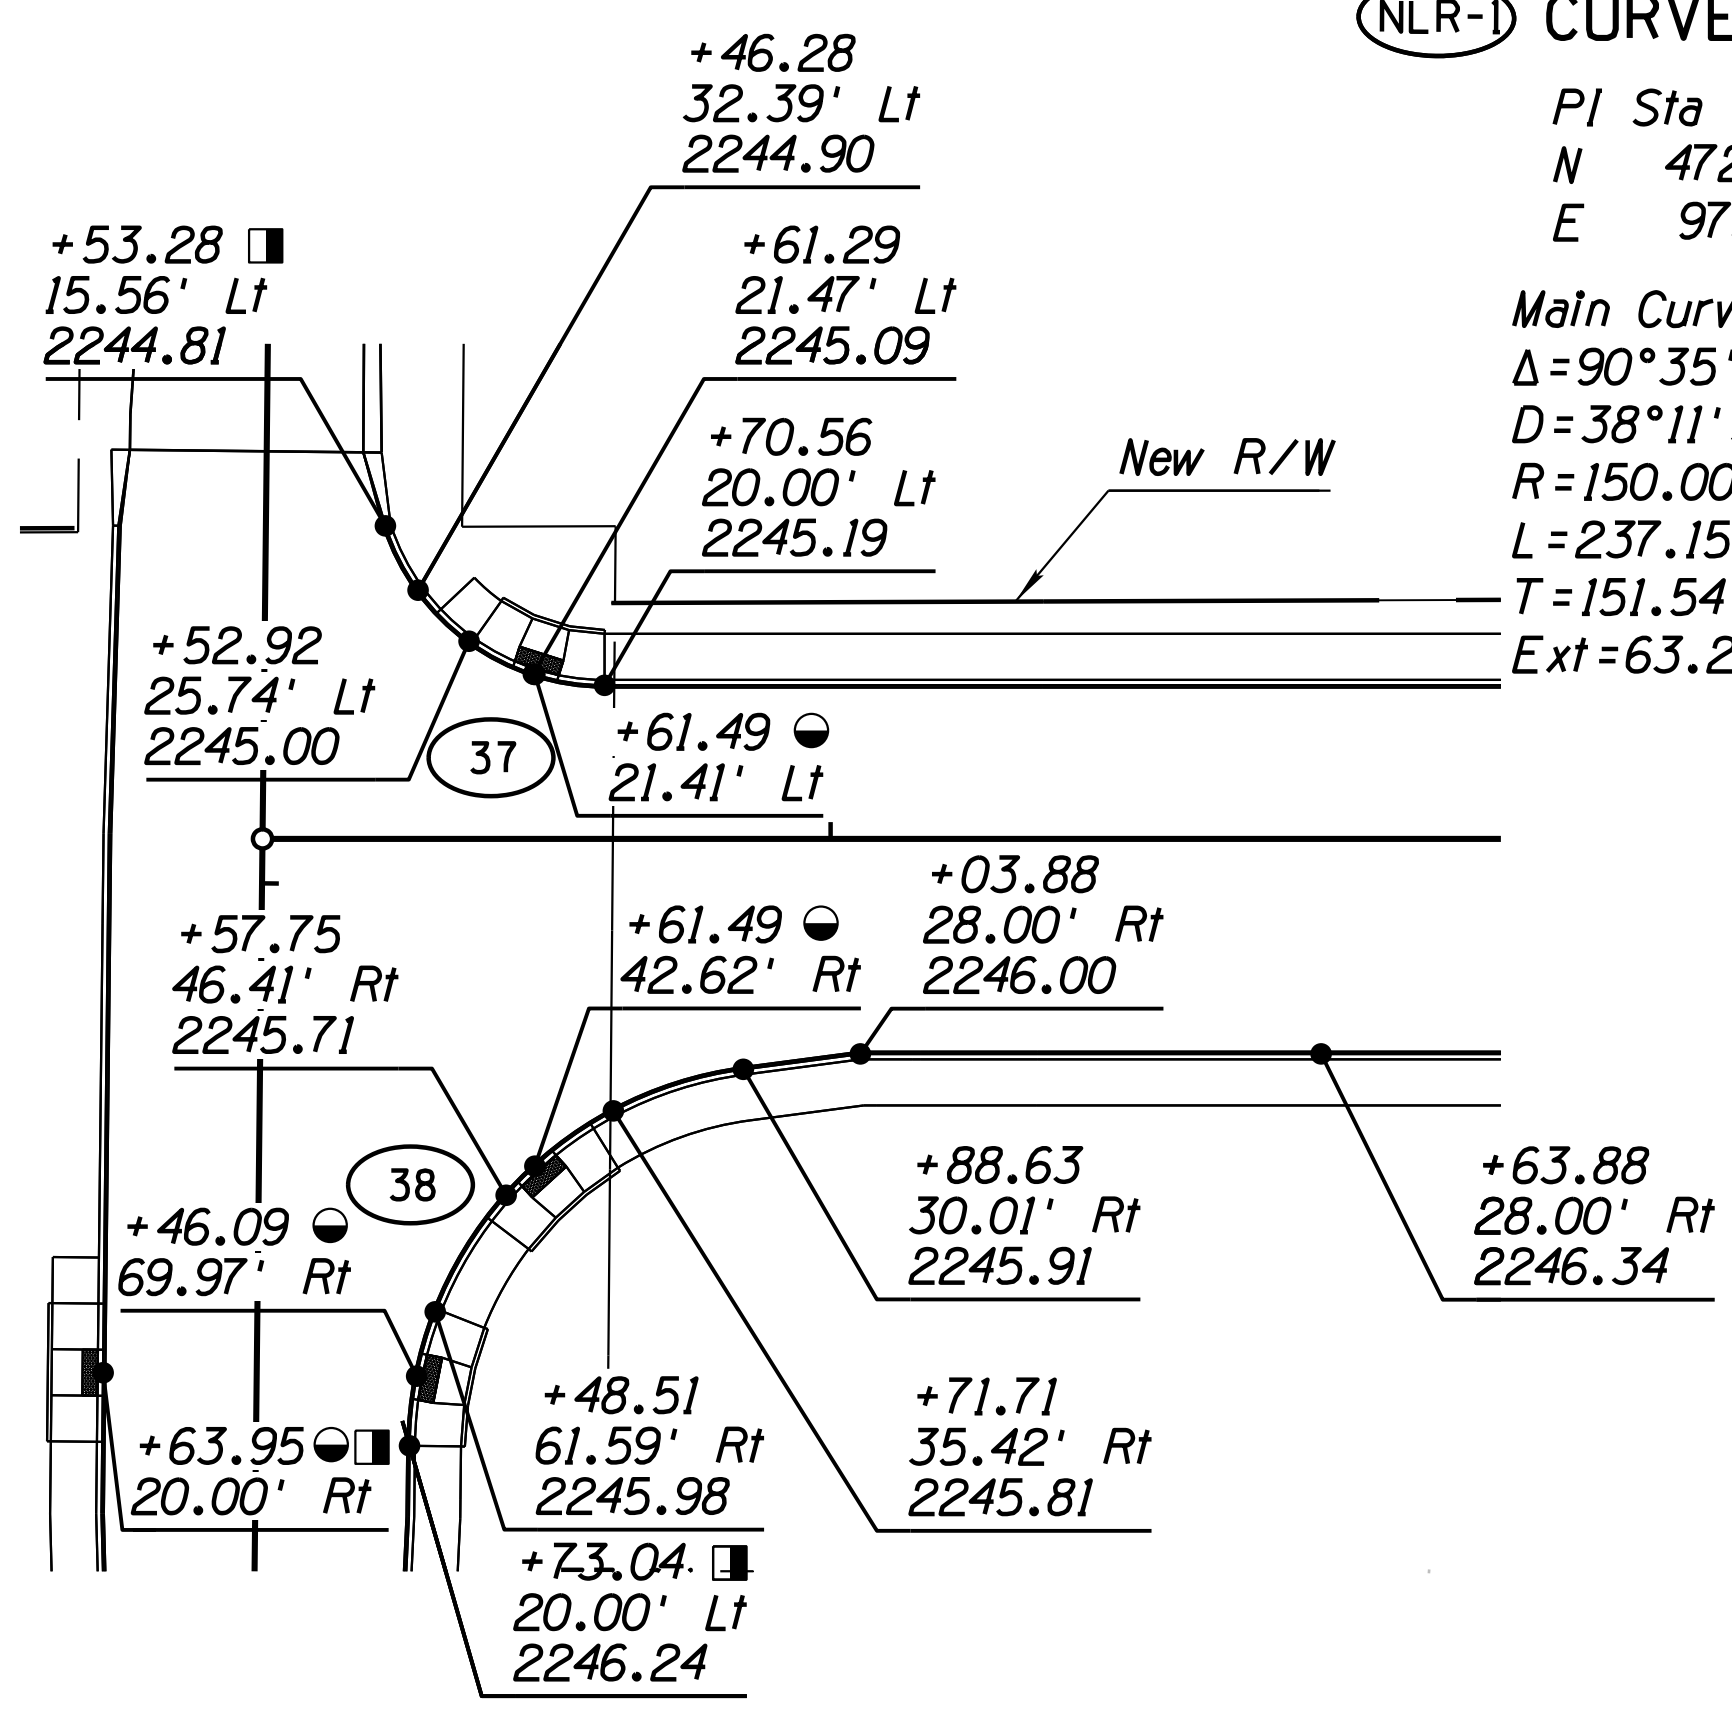 NLR-1 CURVE
+46.28
32.39' Lt
2244.90
PI Sta
N 472
E 97
+53.28
15.56' Lt
2244.81
+61.29
21.47' Lt
2245.09
Main Curv
Δ=90°35'
D=38°11'
R=150.00
L=237.15
T=151.54
Ext=63.2
+70.56
20.00' Lt
2245.19
New R/W
+52.92
25.74' Lt
2245.00
37
+61.49
21.41' Lt
+57.75
46.41' Rt
2245.71
+61.49
42.62' Rt
+03.88
28.00' Rt
2246.00
38
+46.09
69.97' Rt
+88.63
30.01' Rt
2245.91
+63.88
28.00' Rt
2246.34
+63.95
20.00' Rt
+48.51
61.59' Rt
2245.98
+71.71
35.42' Rt
2245.81
+73.04
20.00' Lt
2246.24